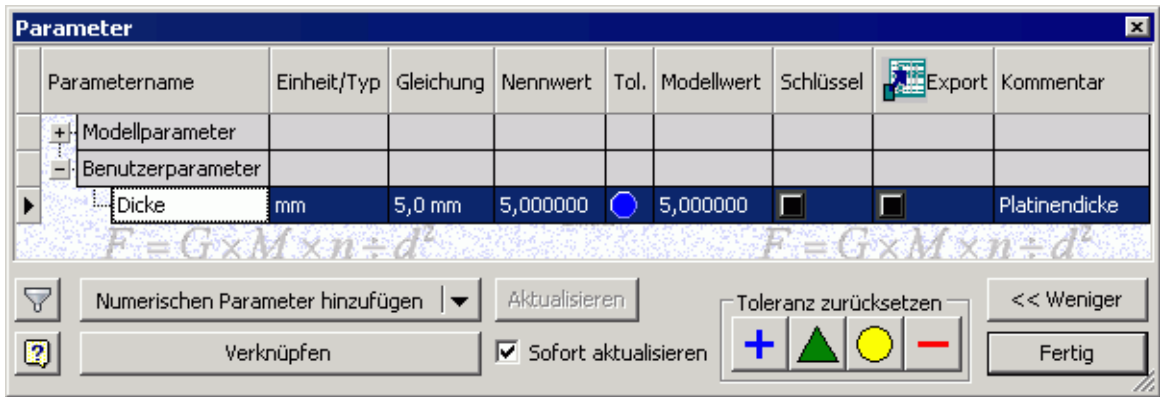 Parameter
Parametername Einheit/Typ Gleichung Nennwert Tol. Modellwert Schlüssel Export Kommentar
Modellparameter
Benutzerparameter
Dicke mm 5,0 mm 5,000000 5,000000 Platinendicke
F = G × M × n ÷ d² F = G × M × n ÷ d²
Numerischen Parameter hinzufügen Aktualisieren Toleranz zurücksetzen << Weniger
Verknüpfen Sofort aktualisieren Fertig